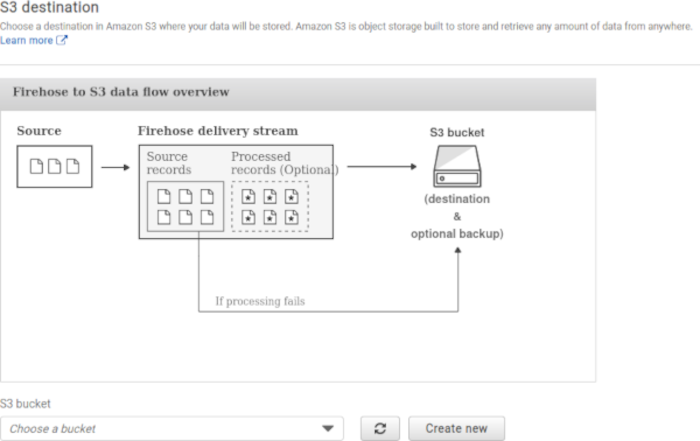 S3 destination
Choose a destination in Amazon S3 where your data will be stored. Amazon S3 is object storage built to store and retrieve any amount of data from anywhere.
Learn more
Firehose to S3 data flow overview
Source
Firehose delivery stream
S3 bucket
Source
records
Processed
records (Optional)
(destination
&
optional backup)
If processing fails
S3 bucket
Choose a bucket
Create new